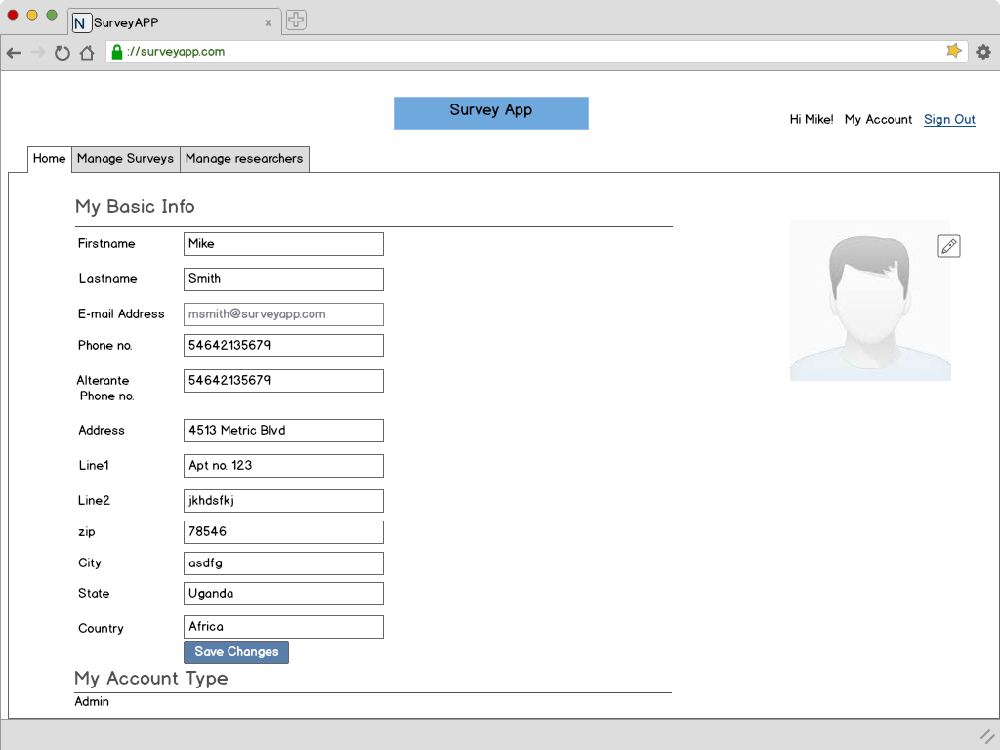 N SurveyAPP x
://surveyapp.com
Survey App
Hi Mike! My Account Sign Out
Home Manage Surveys Manage researchers
My Basic Info
Firstname Mike
Lastname Smith
E-mail Address msmith@surveyapp.com
Phone no. 54642135679
Alterante 54642135679
Phone no.
Address 4513 Metric Blvd
Line1 Apt no. 123
Line2 jkhdsfkj
zip 78546
City asdfg
State Uganda
Country Africa
Save Changes
My Account Type
Admin